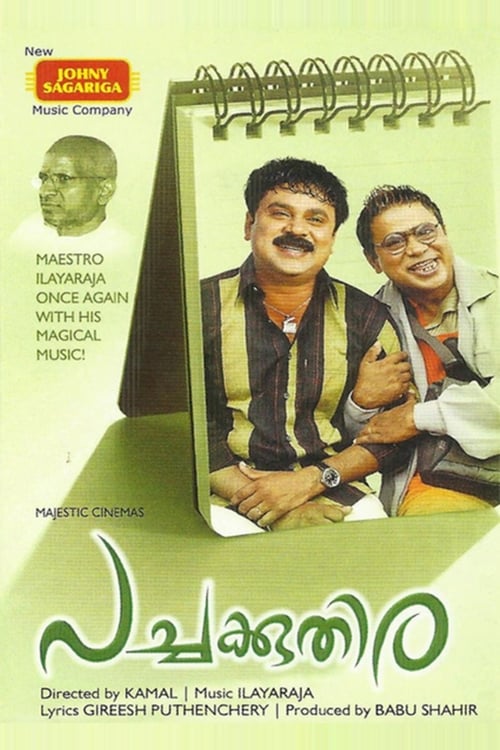 New
JOHNY
SAGARIGA
Music Company
MAESTRO
ILAYARAJA
ONCE AGAIN
WITH HIS
MAGICAL
MUSIC!
MAJESTIC CINEMAS
പച്ചക്കുതിര
Directed by KAMAL | Music ILAYARAJA
Lyrics GIREESH PUTHENCHERY | Produced by BABU SHAHIR